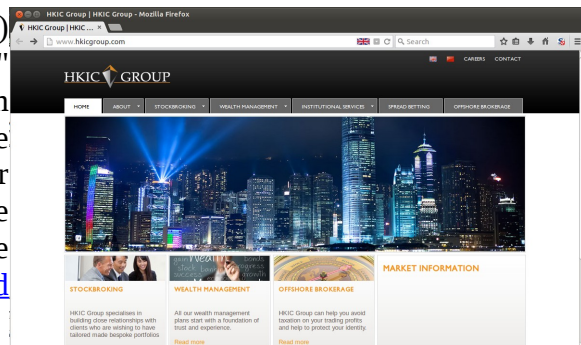 HKIC Group | HKIC Group - Mozilla Firefox
HKIC Group | HKIC ... ×
www.hkicgroup.com
Search
CAREERS CONTACT
HKIC GROUP
HOME ABOUT STOCKBROKING WEALTH MANAGEMENT INSTITUTIONAL SERVICES SPREAD BETTING OFFSHORE BROKERAGE
MARKET INFORMATION
STOCKBROKING WEALTH MANAGEMENT OFFSHORE BROKERAGE
HKIC Group specialises in
building close relationships with
clients who are wishing to have
tailored made bespoke portfolios
All our wealth management
plans start with a foundation of
trust and experience.
Read more
HKIC Group can help you avoid
taxation on your trading profits
and help to protect your identity.
Read more